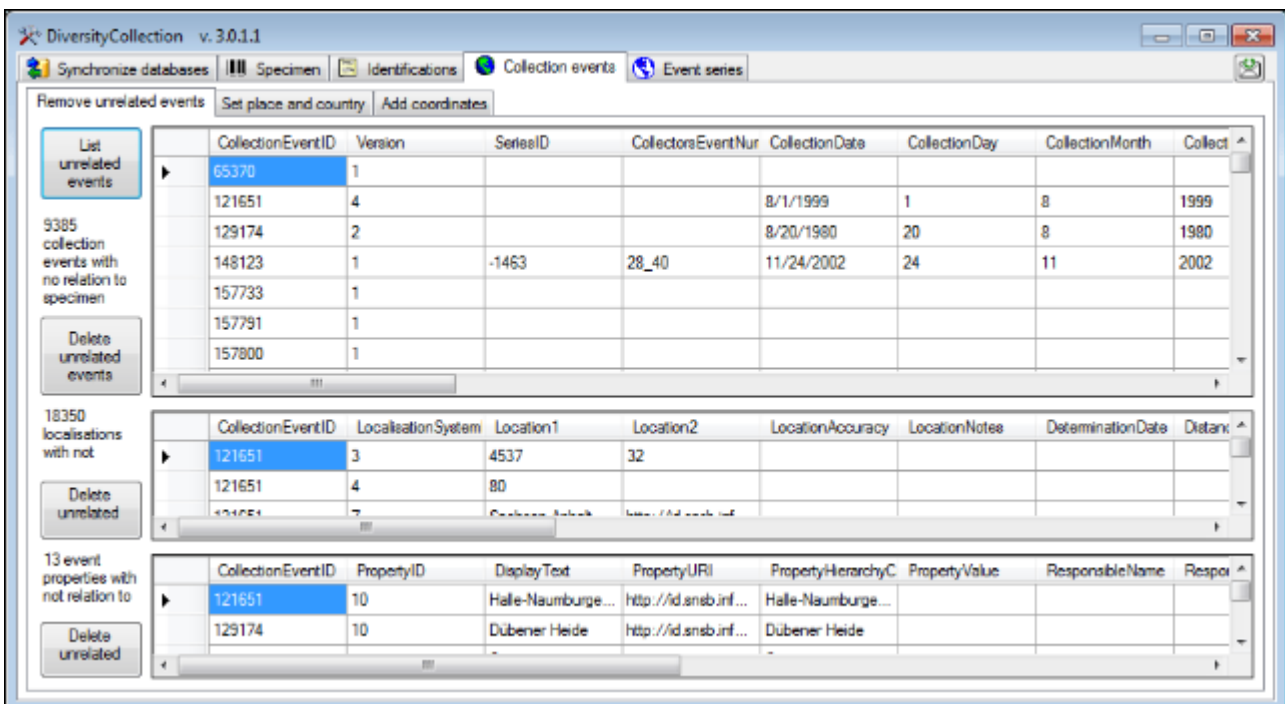 DiversityCollection v. 3.0.1.1
Synchronize databases Specimen Identifications Collection events Event series
Remove unrelated events Set place and country Add coordinates
List
unrelated
events
9385
collection
events with
no relation to
specimen
Delete
unrelated
events
CollectionEventID Version SeriesID CollectorsEventNur CollectionDate CollectionDay CollectionMonth Collect
65370 1
121651 4 8/1/1999 1 8 1999
129174 2 8/20/1980 20 8 1980
148123 1 -1463 28_40 11/24/2002 24 11 2002
157733 1
157791 1
157800 1
18350
localisations
with not
Delete
unrelated
CollectionEventID LocalisationSystem Location1 Location2 LocationAccuracy LocationNotes DeterminationDate Distanc
121651 3 4537 32
121651 4 80
121651 7
13 event
properties with
not relation to
Delete
unrelated
CollectionEventID PropertyID DisplayText PropertyURI PropertyHierarchyC PropertyValue ResponsibleName Respor
121651 10 Halle-Naumburge... http://id.snsb.inf... Halle-Naumburge...
129174 10 Dübener Heide http://id.snsb.inf... Dübener Heide